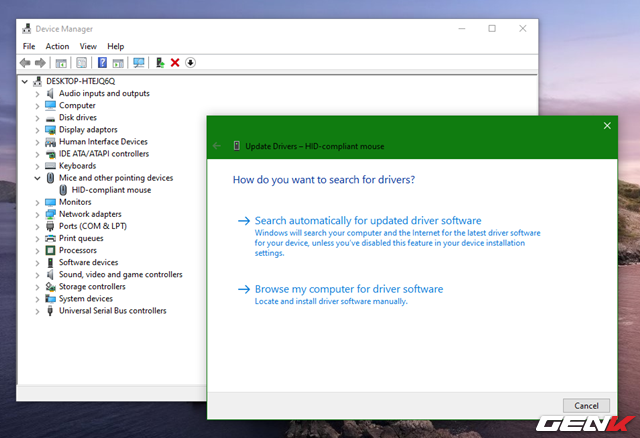 Device Manager
File Action View Help
DESKTOP-HTEJQ6Q
Audio inputs and outputs
Computer
Disk drives
Display adaptors
Human Interface Devices
IDE ATA/ATAPI controllers
Keyboards
Mice and other pointing devices
HID-compliant mouse
Monitors
Network adapters
Ports (COM & LPT)
Print queues
Processors
Software devices
Sound, video and game controllers
Storage controllers
System devices
Universal Serial Bus controllers
Update Drivers – HID-compliant mouse
How do you want to search for drivers?
Search automatically for updated driver software
Windows will search your computer and the Internet for the latest driver software
for your device, unless you've disabled this feature in your device installation
settings.
Browse my computer for driver software
Locate and install driver software manually.
Cancel
GENK